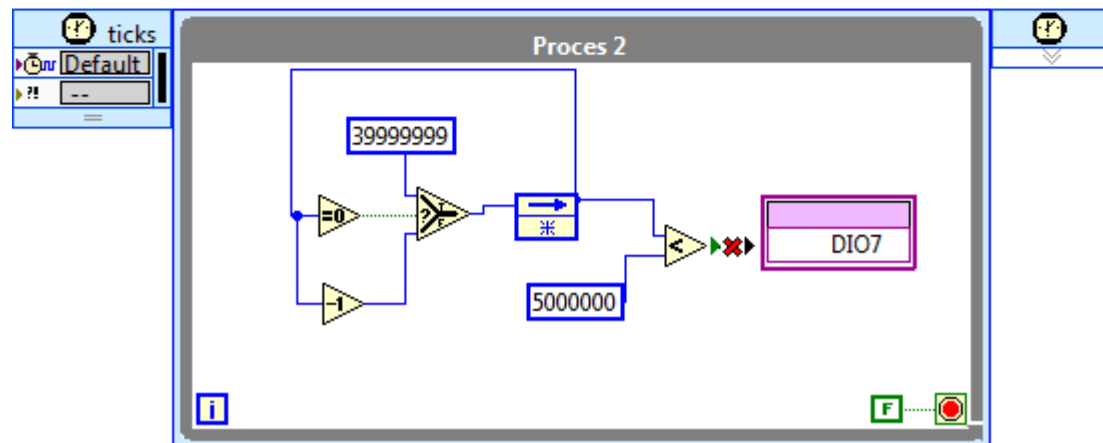 ticks
Proces 2
Default
?!
--
39999999
=0
?
T
F
-1
<
DIO7
5000000
i
F